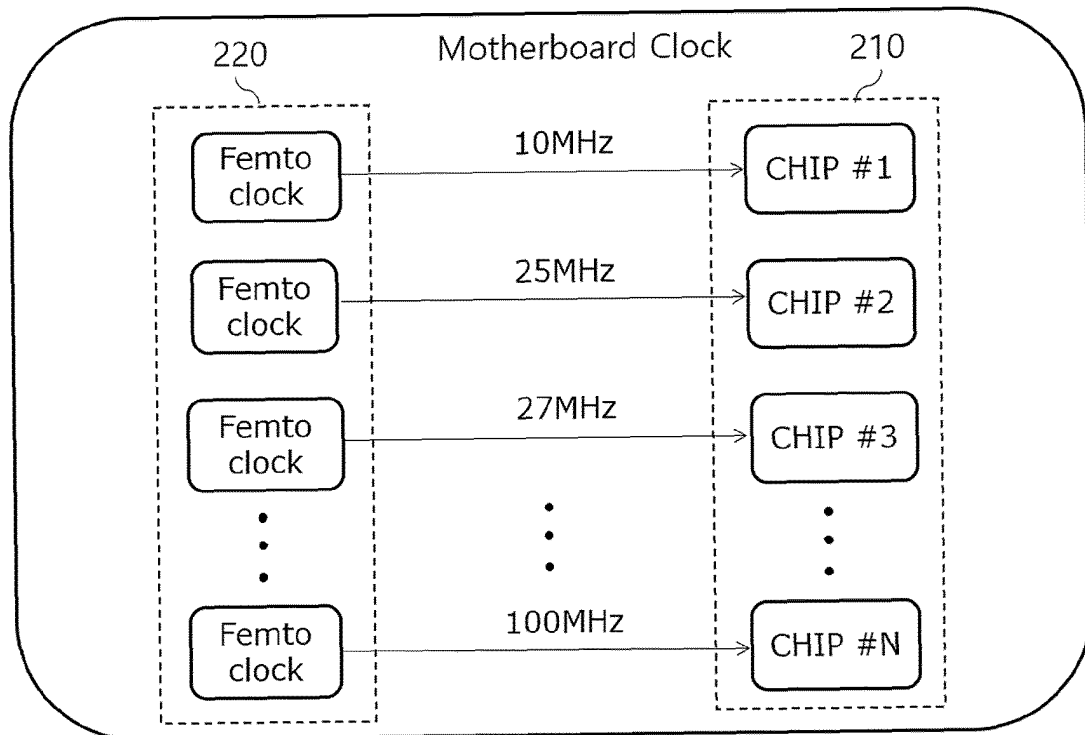 220
Motherboard Clock
210
Femto
clock
10MHz
CHIP #1
Femto
clock
25MHz
CHIP #2
Femto
clock
27MHz
CHIP #3
Femto
clock
100MHz
CHIP #N